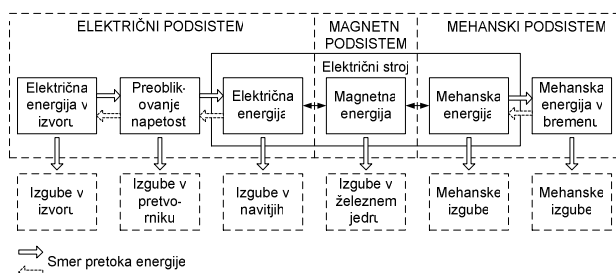 ELEKTRIČNI PODSISTEM
MAGNETN
PODSISTEM
MEHANSKI PODSISTEM
Električni stroj
Električna
energija v
izvoru
Preoblik-
ovanje
napetost
Električna
energija
Magnetna
energija
Mehanska
energija
Mehanska
energija v
bremenu
Izgube v
izvoru
Izgube v
pretvo-
rniku
Izgube v
navitjih
Izgube v
železnem
jedru
Mehanske
izgube
Mehanske
izgube
Smer pretoka energije